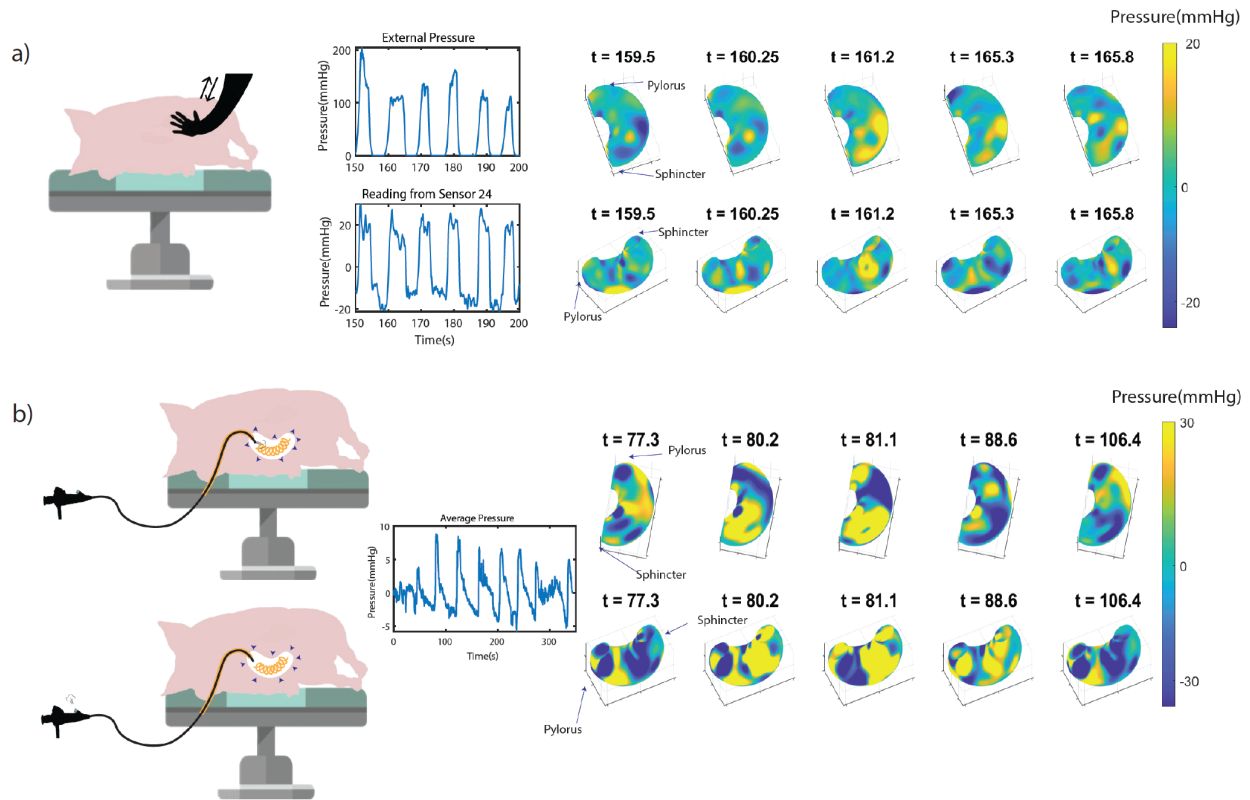 Pressure(mmHg)
a)
External Pressure
Pressure(mmHg)
200
100
0
150 160 170 180 190 200
Reading from Sensor 24
Pressure(mmHg)
20
0
-20
150 160 170 180 190 200
Time(s)
t = 159.5 t = 160.25 t = 161.2 t = 165.3 t = 165.8
Pylorus
Sphincter
t = 159.5 t = 160.25 t = 161.2 t = 165.3 t = 165.8
Sphincter
Pylorus
20
0
-20
b)
Pressure(mmHg)
Average Pressure
Pressure(mmHg)
10
5
0
-5
0 100 200 300
Time(s)
t = 77.3 t = 80.2 t = 81.1 t = 88.6 t = 106.4
Pylorus
Sphincter
t = 77.3 t = 80.2 t = 81.1 t = 88.6 t = 106.4
Sphincter
Pylorus
30
0
-30